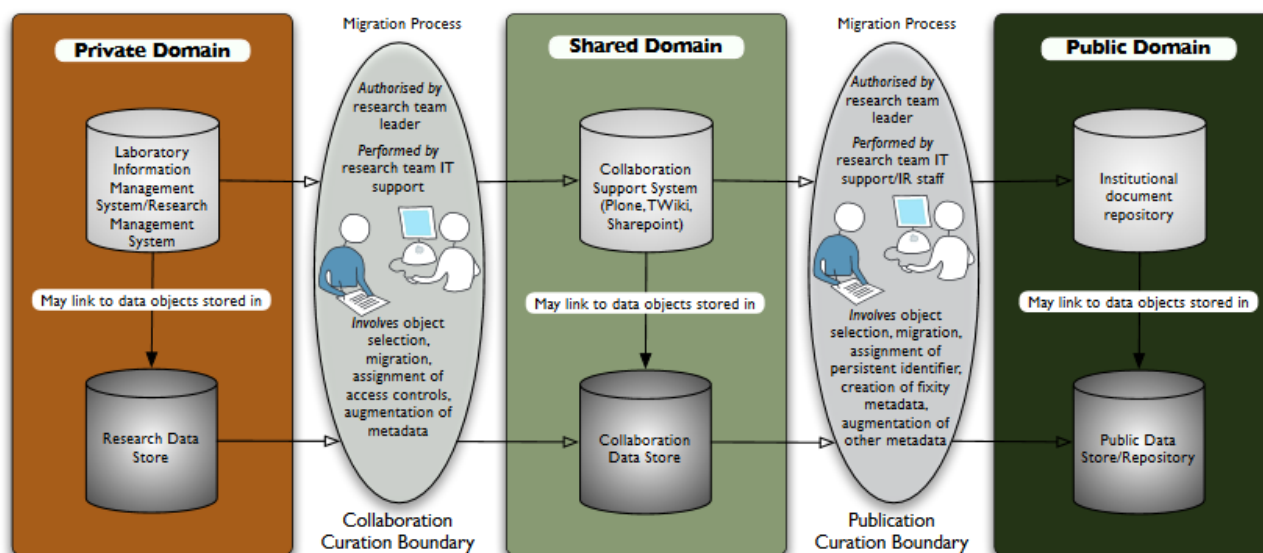 Private Domain
Laboratory
Information
Management
System/Research
Management
System
May link to data objects stored in
Research Data
Store
Migration Process
Authorised by
research team
leader
Performed by
research team IT
support
Involves object
selection,
migration,
assignment of
access controls,
augmentation of
metadata
Collaboration
Curation Boundary
Shared Domain
Collaboration
Support System
(Plone, TWiki,
Sharepoint)
May link to data objects stored in
Collaboration
Data Store
Migration Process
Authorised by
research team
leader
Performed by
research team IT
support/IR staff
Involves object
selection, migration,
assignment of
persistent identifier,
creation of fixity
metadata,
augmentation of
other metadata
Publication
Curation Boundary
Public Domain
Institutional
document
repository
May link to data objects stored in
Public Data
Store/Repository